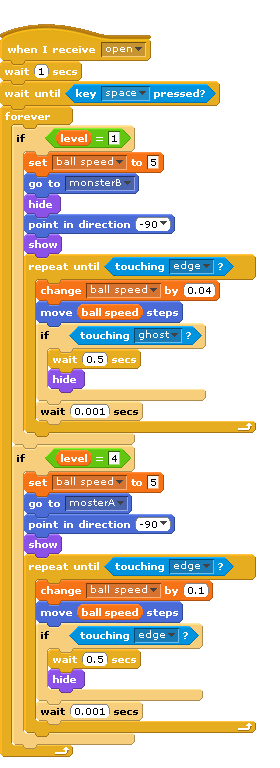 when I receive open
wait 1 secs
wait until key space pressed?
forever
if level = 1
set ball speed to 5
go to monsterB
hide
point in direction -90
show
repeat until touching edge ?
change ball speed by 0.04
move ball speed steps
if touching ghost ?
wait 0.5 secs
hide
wait 0.001 secs
if level = 4
set ball speed to 5
go to mosterA
point in direction -90
show
repeat until touching edge ?
change ball speed by 0.1
move ball speed steps
if touching edge ?
wait 0.5 secs
hide
wait 0.001 secs